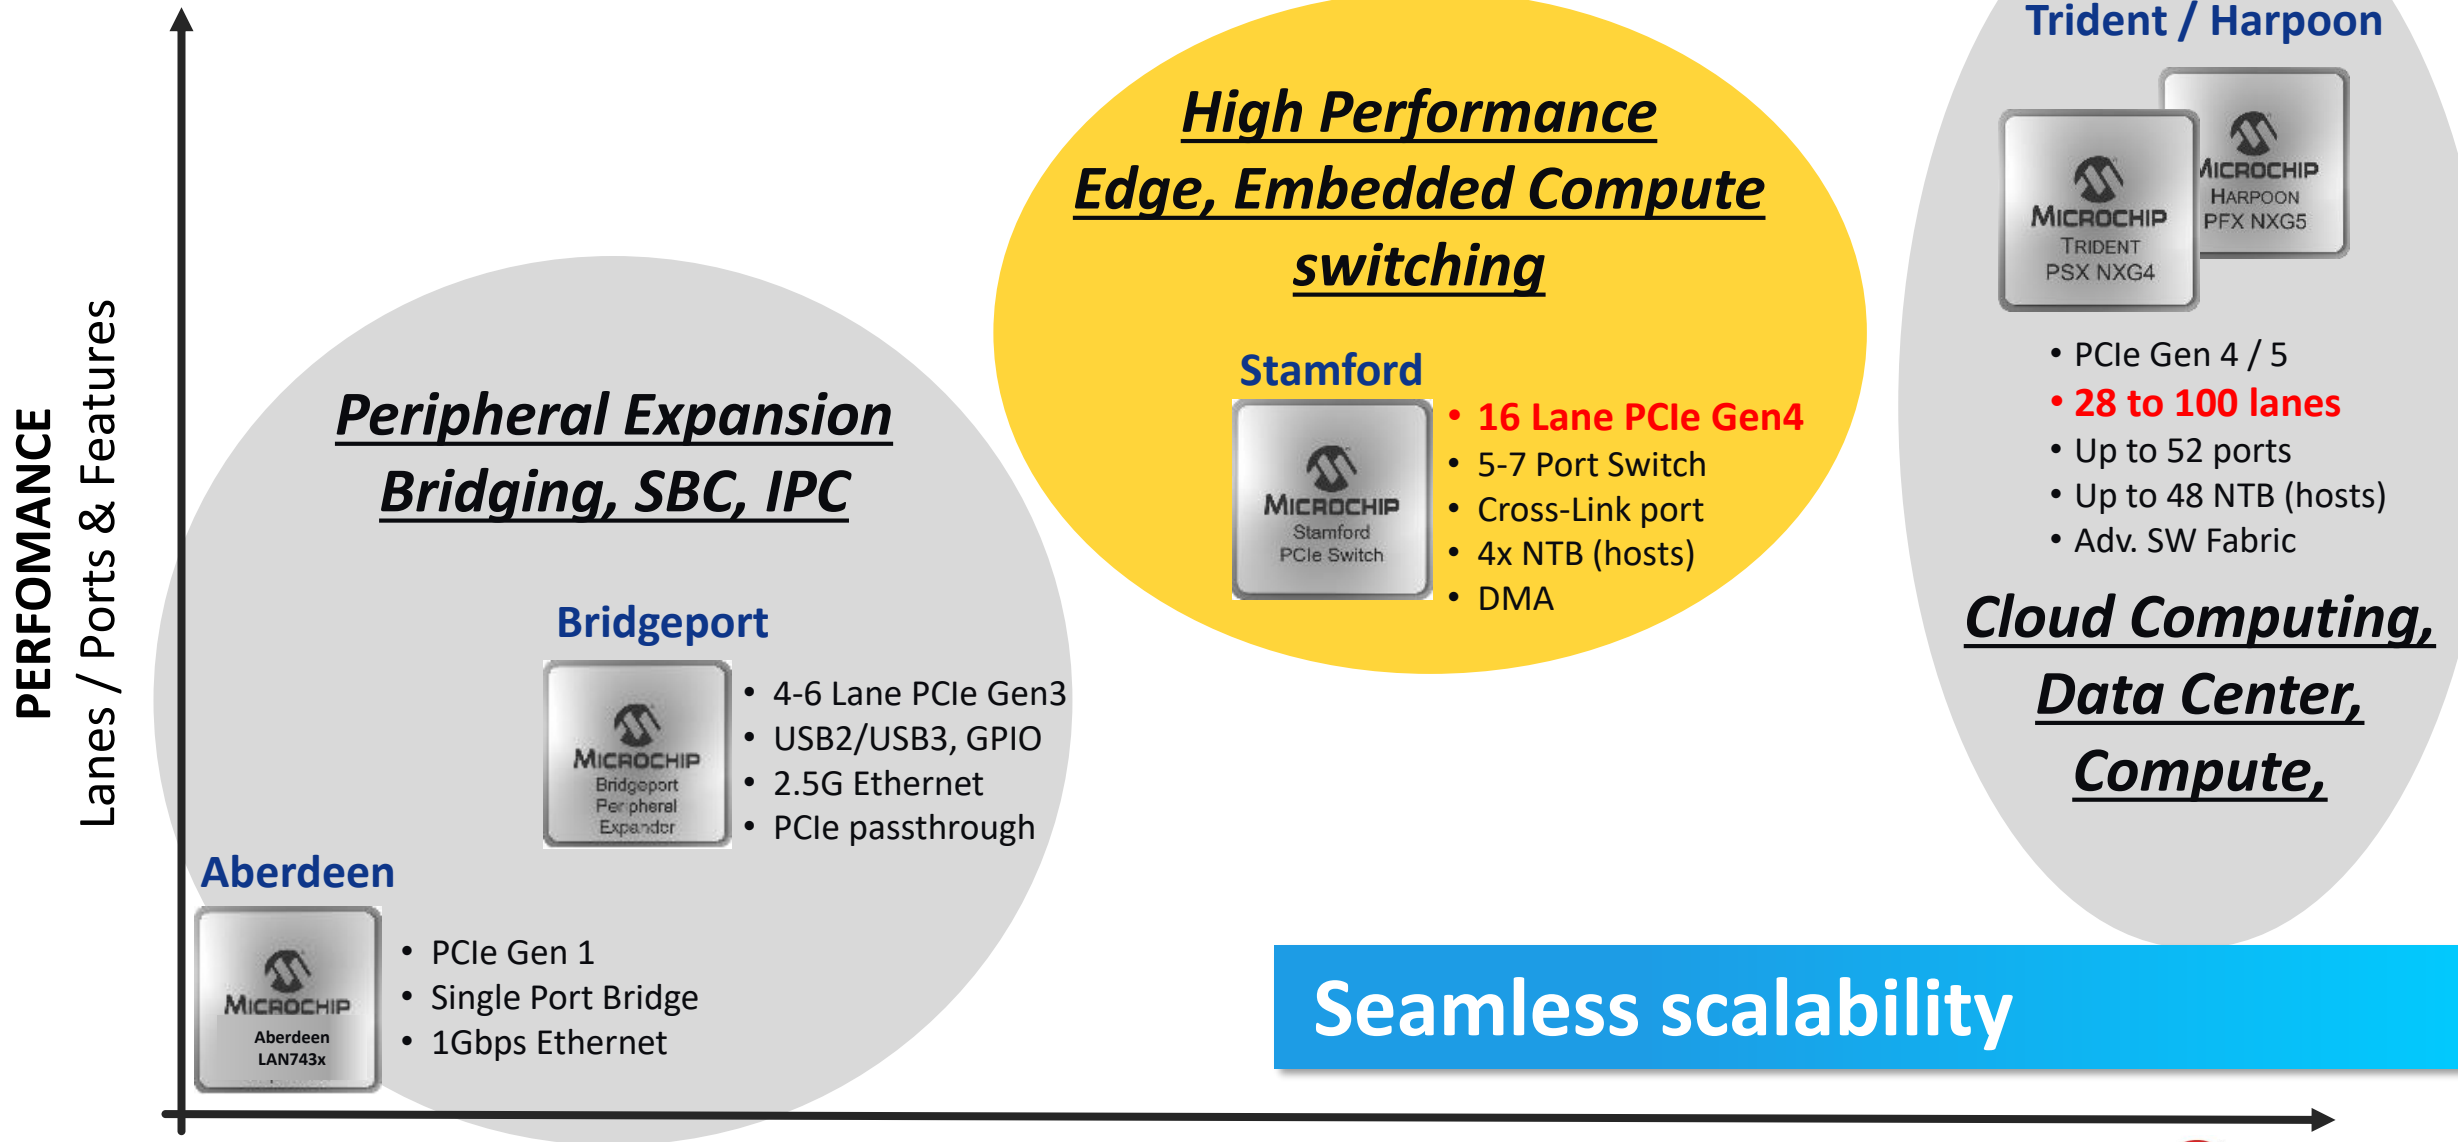 PERFOMANCE
Lanes / Ports & Features
Peripheral Expansion
Bridging, SBC, IPC
Aberdeen
MICROCHIP
Aberdeen
LAN743x
• PCIe Gen 1
• Single Port Bridge
• 1Gbps Ethernet
Bridgeport
MICROCHIP
Bridgeport
Peripheral
Expander
• 4-6 Lane PCIe Gen3
• USB2/USB3, GPIO
• 2.5G Ethernet
• PCIe passthrough
High Performance
Edge, Embedded Compute
switching
Stamford
MICROCHIP
Stamford
PCIe Switch
• 16 Lane PCIe Gen4
• 5-7 Port Switch
• Cross-Link port
• 4x NTB (hosts)
• DMA
Trident / Harpoon
MICROCHIP
TRIDENT
PSX NXG4
MICROCHIP
HARPOON
PFX NXG5
• PCIe Gen 4 / 5
• 28 to 100 lanes
• Up to 52 ports
• Up to 48 NTB (hosts)
• Adv. SW Fabric
Cloud Computing,
Data Center,
Compute,
Seamless scalability